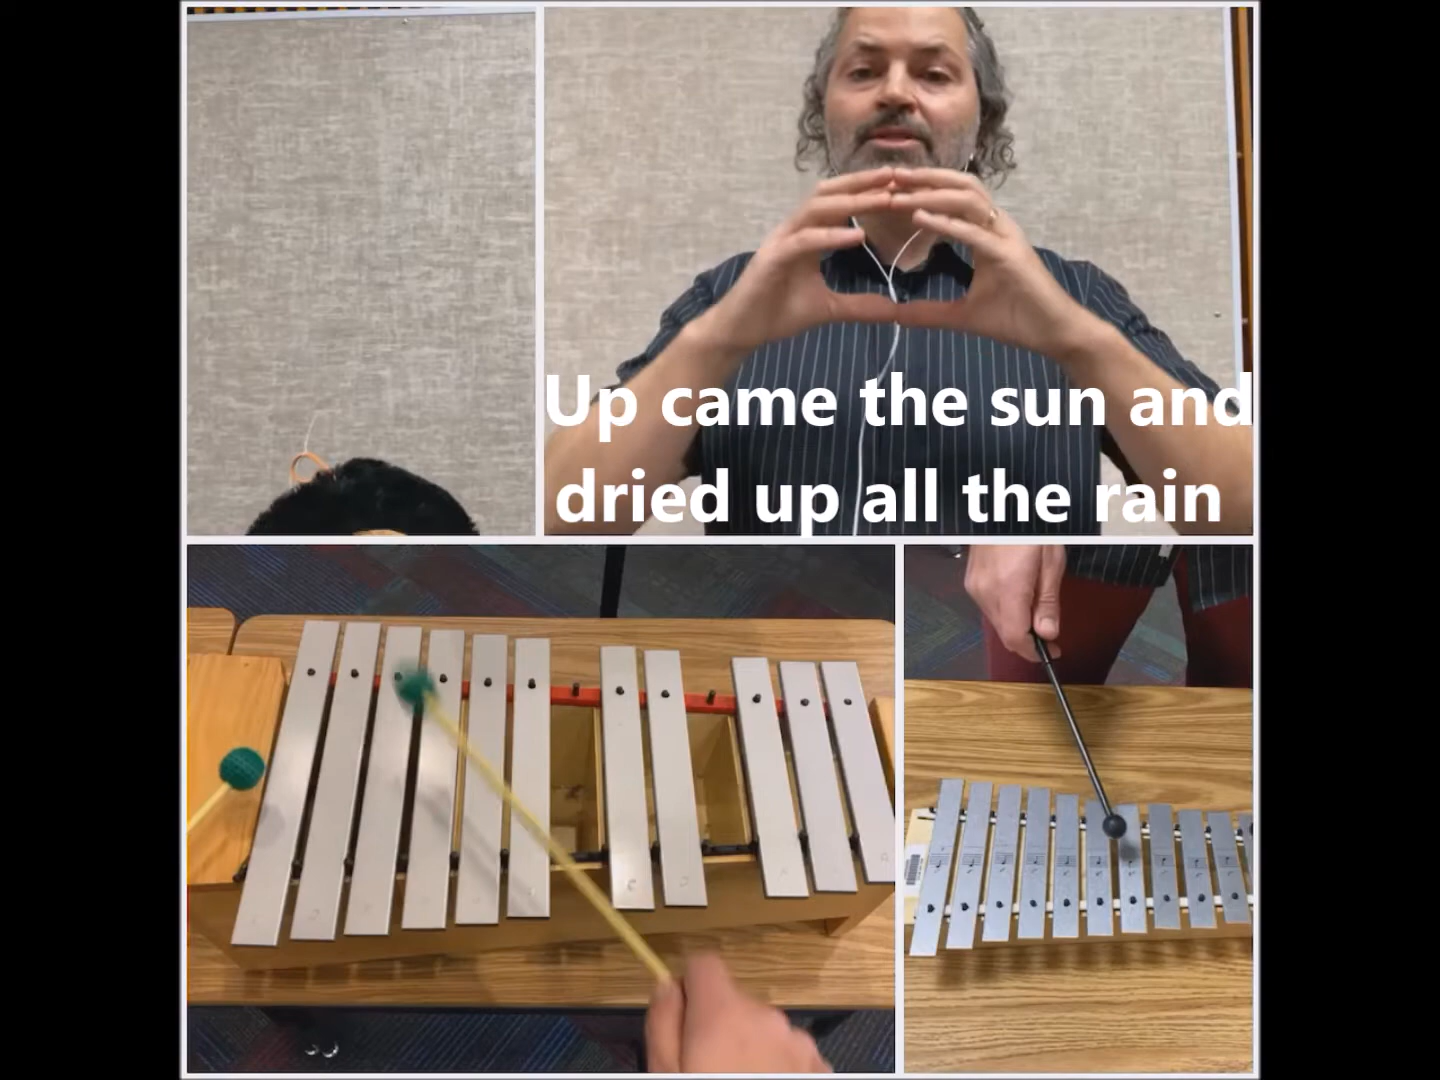 Up came the sun and
dried up all the rain